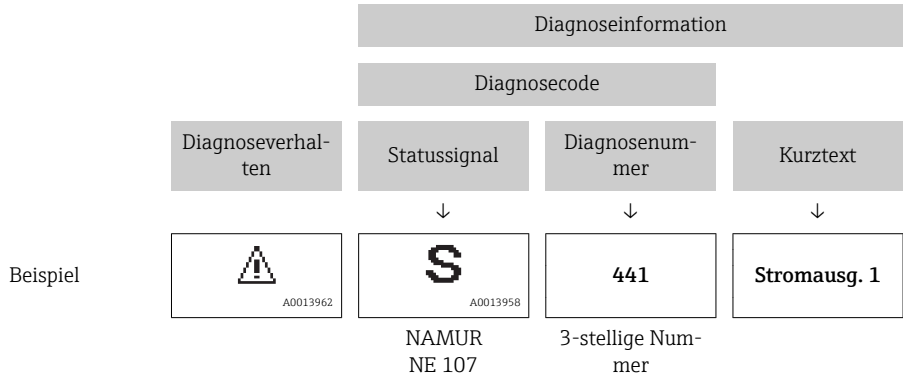 Diagnoseinformation
Diagnosecode
Diagnoseverhal-
ten
Statussignal
Diagnosenum-
mer
Kurztext
↓ ↓ ↓
Beispiel
A0013962
S
A0013958
441
Stromausg. 1
NAMUR
NE 107
3-stellige Num-
mer